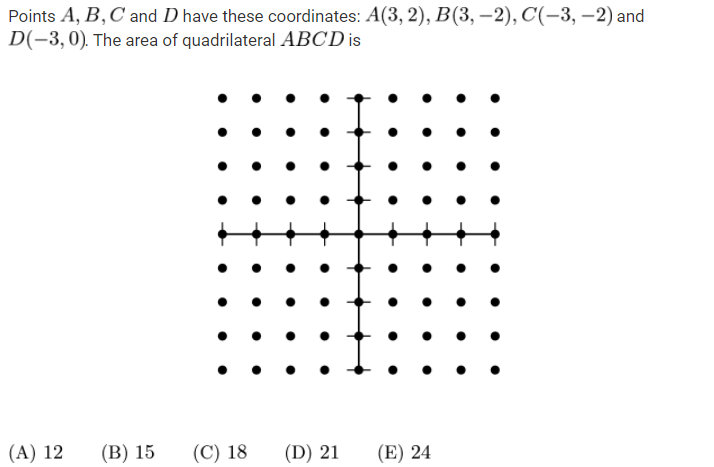 Points A, B, C and D have these coordinates: A(3, 2), B(3, −2), C(−3, −2) and
D(−3, 0). The area of quadrilateral ABCD is
(A) 12 (B) 15 (C) 18 (D) 21 (E) 24